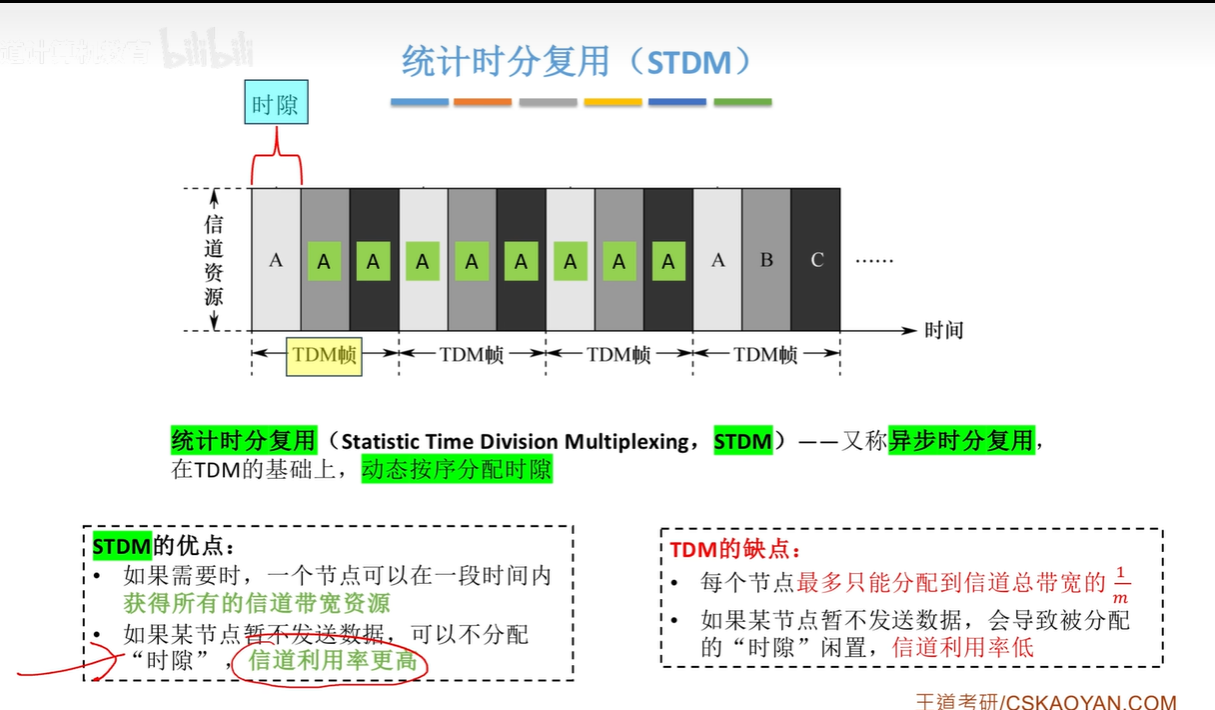 bilibili
统计时分复用（STDM）
时隙
信道资源
A A A A A A A A A A B C ……
时间
TDM帧 TDM帧 TDM帧 TDM帧
统计时分复用（Statistic Time Division Multiplexing，STDM）——又称异步时分复用，
在TDM的基础上，动态按序分配时隙
STDM的优点：
• 如果需要时，一个节点可以在一段时间内
获得所有的信道带宽资源
• 如果某节点暂不发送数据，可以不分配
“时隙”，信道利用率更高
TDM的缺点：
• 每个节点最多只能分配到信道总带宽的 1/m
• 如果某节点暂不发送数据，会导致被分配
的“时隙”闲置，信道利用率低
王道考研/CSKAOYAN.COM